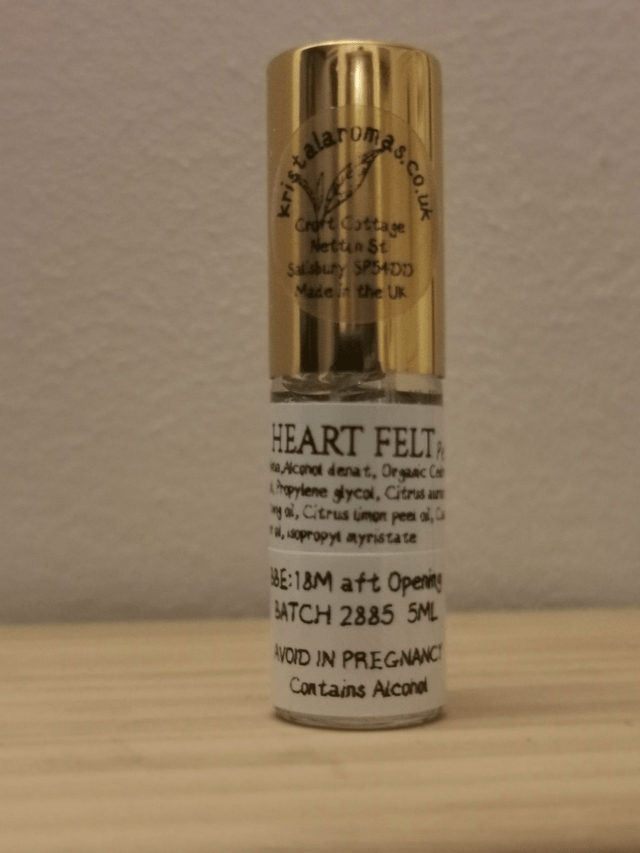 kristalaromas.co.uk
Croft Cottage
Netton St
Salisbury SP54DD
Made in the UK
HEART FELT
Alcohol denat, Organic
Propylene glycol, Citrus
oil, Citrus limon peel oil,
oil, isopropyl myristate
BBE:18M aft Opening
BATCH 2885 5ML
AVOID IN PREGNANCY
Contains Alcohol